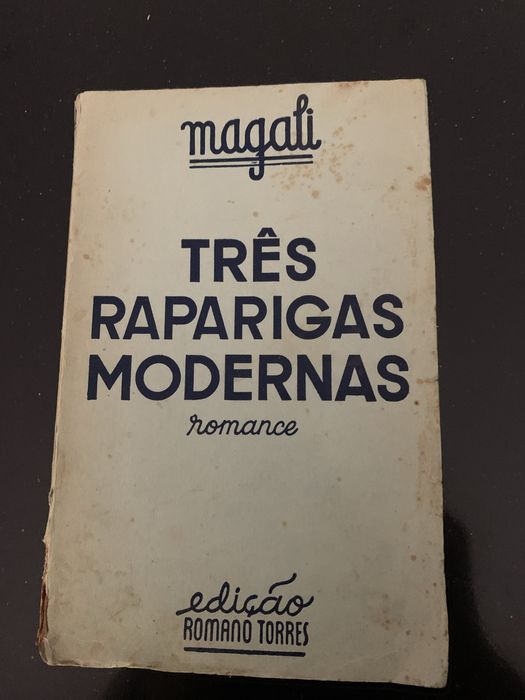 magali
TRÊS
RAPARIGAS
MODERNAS
romance
edição
ROMANO TORRES